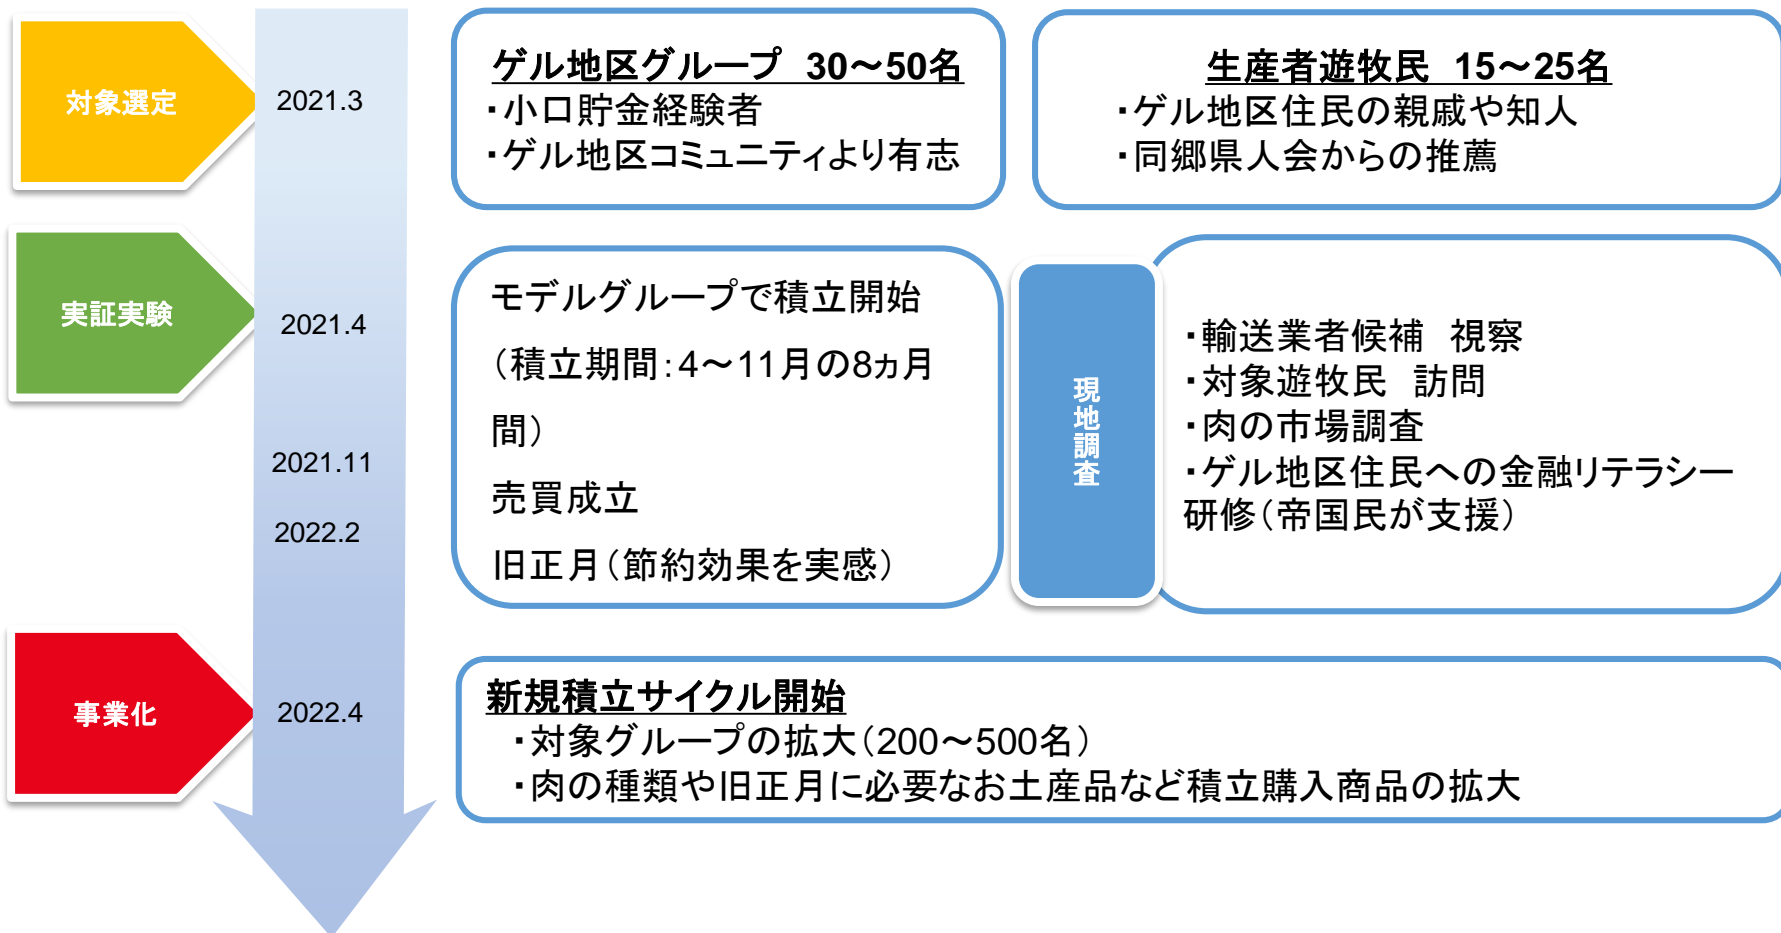 対象選定
2021.3
ゲル地区グループ 30～50名
・小口貯金経験者
・ゲル地区コミュニティより有志
生産者遊牧民 15～25名
・ゲル地区住民の親戚や知人
・同郷県人会からの推薦
実証実験
2021.4
2021.11
2022.2
モデルグループで積立開始
（積立期間：4～11月の8ヵ月
間）
売買成立
旧正月（節約効果を実感）
現地調査
・輸送業者候補 視察
・対象遊牧民 訪問
・肉の市場調査
・ゲル地区住民への金融リテラシー
研修（帝国民が支援）
事業化
2022.4
新規積立サイクル開始
・対象グループの拡大（200～500名）
・肉の種類や旧正月に必要なお土産品など積立購入商品の拡大